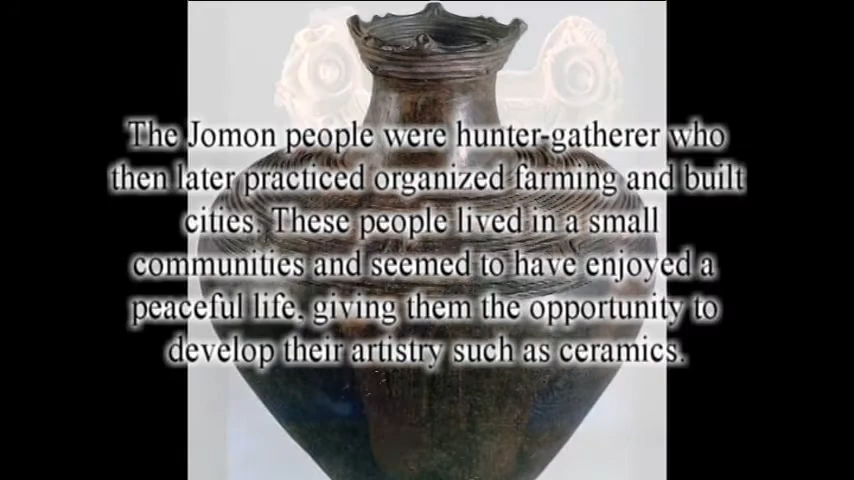 The Jomon people were hunter-gatherer who
then later practiced organized farming and built
cities. These people lived in a small
communities and seemed to have enjoyed a
peaceful life, giving them the opportunity to
develop their artistry such as ceramics.